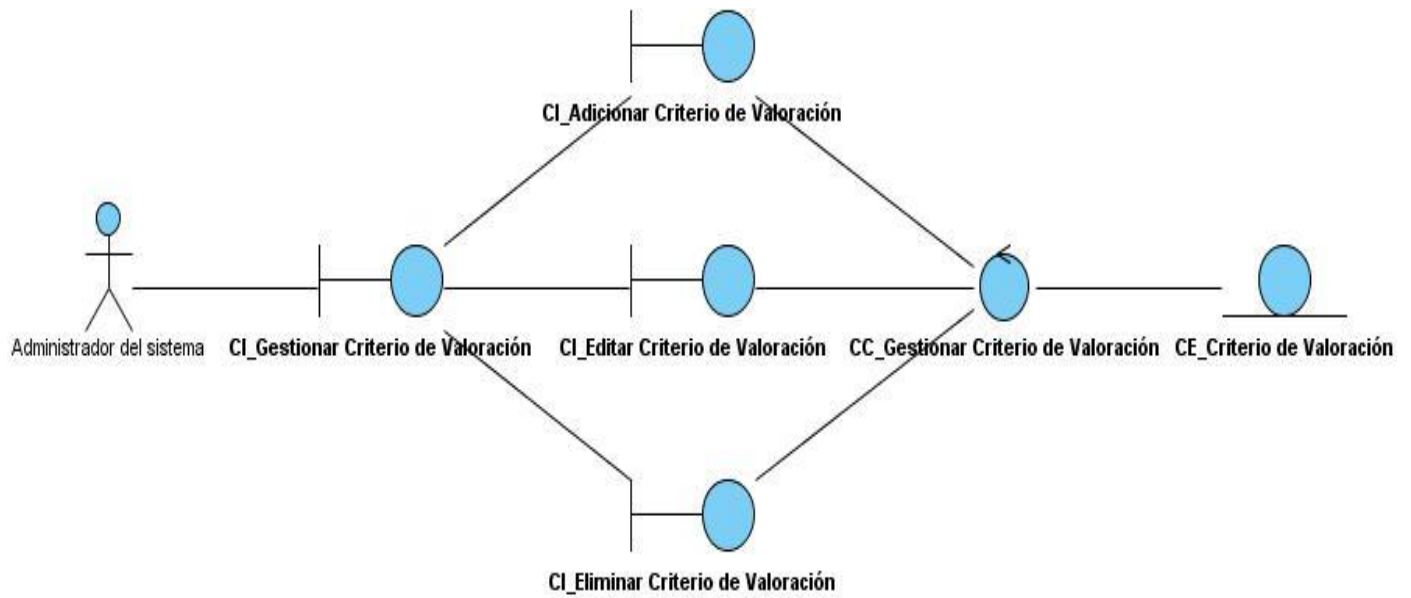 CI_Adicionar Criterio de Valoración
Administrador del sistema
CI_Gestionar Criterio de Valoración
CI_Editar Criterio de Valoración
CC_Gestionar Criterio de Valoración
CE_Criterio de Valoración
CI_Eliminar Criterio de Valoración